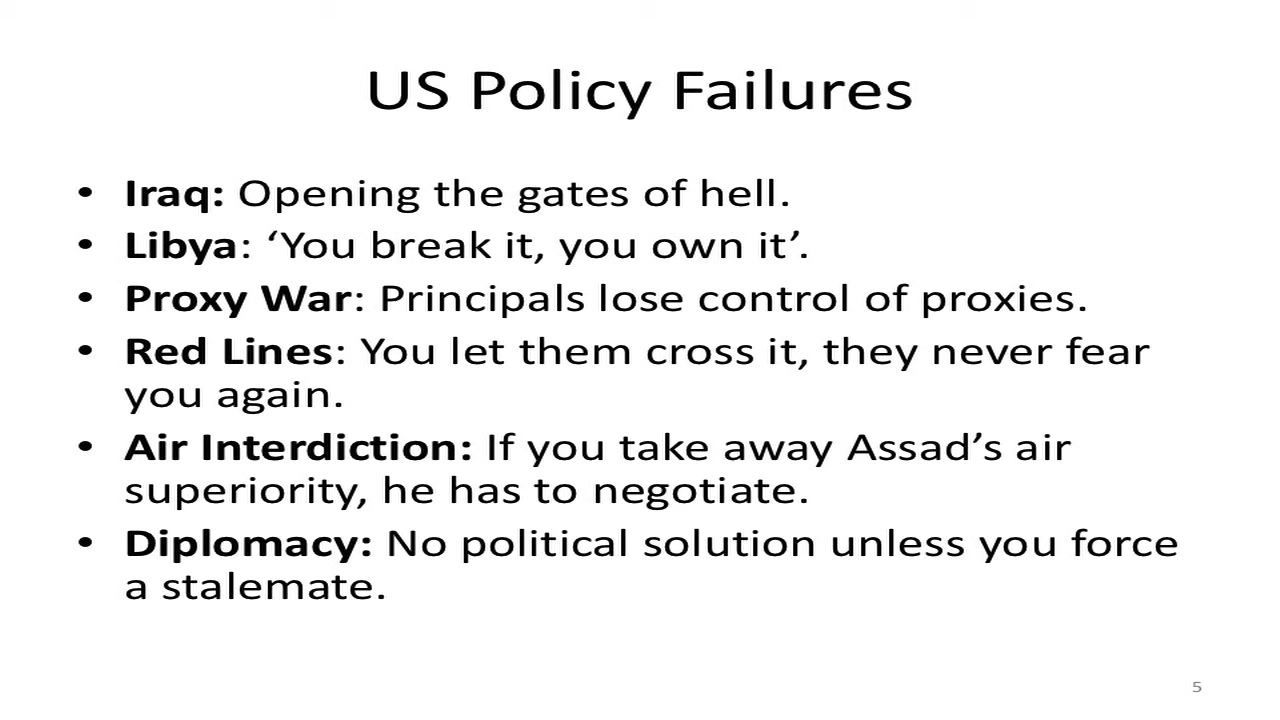 US Policy Failures
• Iraq: Opening the gates of hell.
• Libya: ‘You break it, you own it’.
• Proxy War: Principals lose control of proxies.
• Red Lines: You let them cross it, they never fear
you again.
• Air Interdiction: If you take away Assad’s air
superiority, he has to negotiate.
• Diplomacy: No political solution unless you force
a stalemate.
5